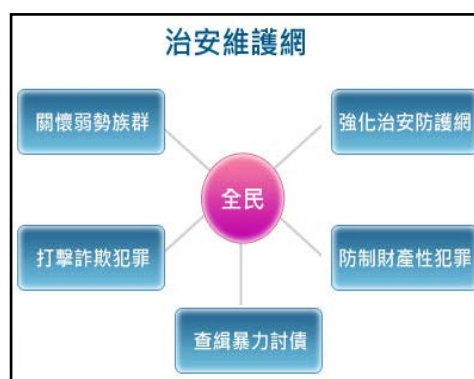 治安維護網
關懷弱勢族群
強化治安防護網
全民
打擊詐欺犯罪
防制財產性犯罪
查緝暴力討債